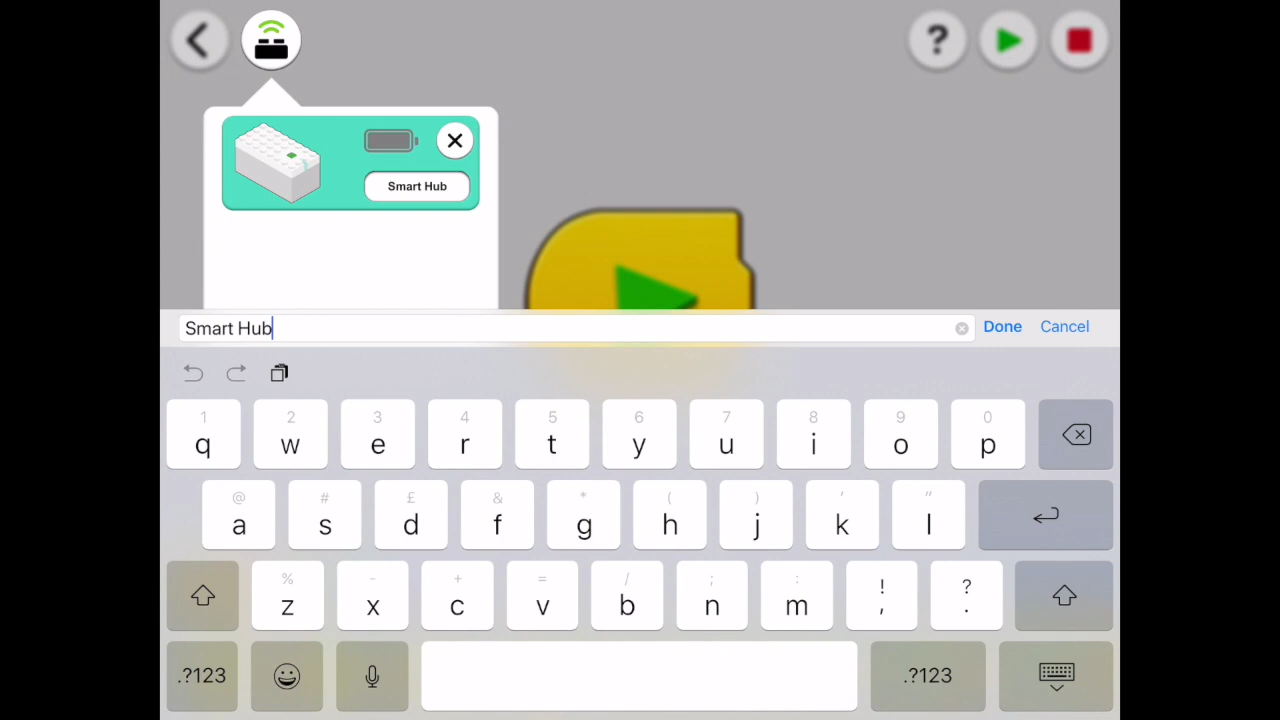 ?
Smart Hub
Smart Hub
Done
Cancel
1 2 3 4 5 6 7 8 9 0
q w e r t y u i o p
@ # £ & * ( ) ' "
a s d f g h j k l
% - + = / ; : ! ?
z x c v b n m , .
.?123
.?123